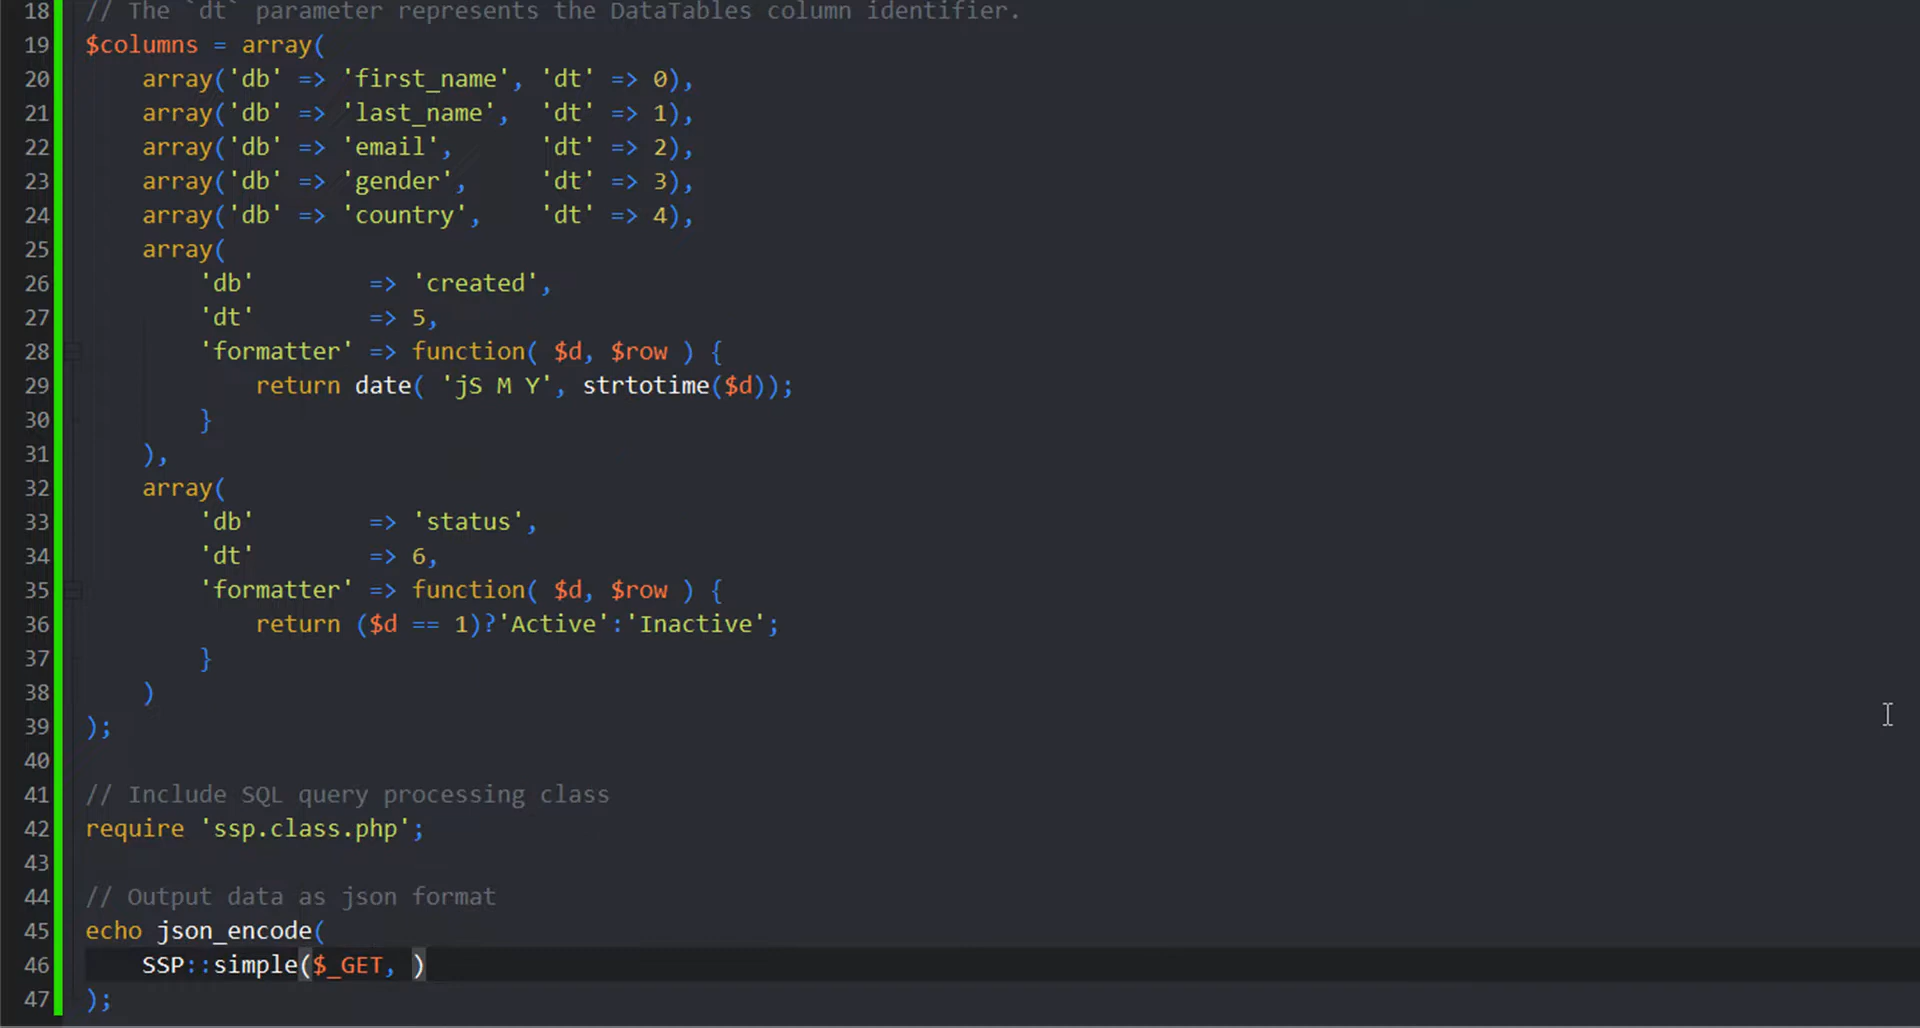 18 // The `dt` parameter represents the DataTables column identifier.
19 $columns = array(
20     array('db' => 'first_name', 'dt' => 0),
21     array('db' => 'last_name',  'dt' => 1),
22     array('db' => 'email',      'dt' => 2),
23     array('db' => 'gender',     'dt' => 3),
24     array('db' => 'country',    'dt' => 4),
25     array(
26         'db'        => 'created',
27         'dt'        => 5,
28         'formatter' => function( $d, $row ) {
29             return date( 'jS M Y', strtotime($d));
30         }
31     ),
32     array(
33         'db'        => 'status',
34         'dt'        => 6,
35         'formatter' => function( $d, $row ) {
36             return ($d == 1)?'Active':'Inactive';
37         }
38     )
39 );
40
41 // Include SQL query processing class
42 require 'ssp.class.php';
43
44 // Output data as json format
45 echo json_encode(
46     SSP::simple($_GET, )
47 );